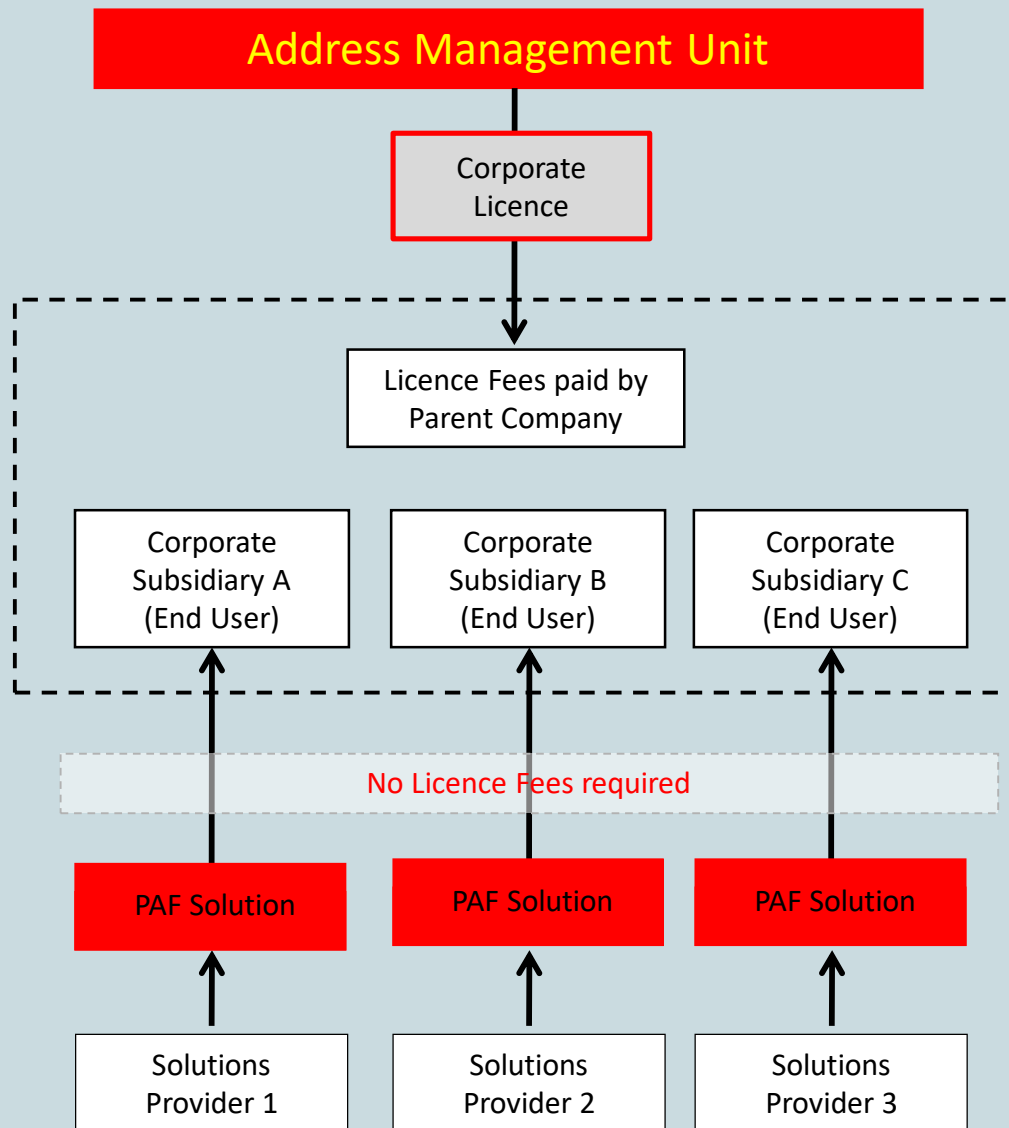 Address Management Unit
Corporate
Licence
Licence Fees paid by
Parent Company
Corporate
Subsidiary A
(End User)
Corporate
Subsidiary B
(End User)
Corporate
Subsidiary C
(End User)
No Licence Fees required
PAF Solution
PAF Solution
PAF Solution
Solutions
Provider 1
Solutions
Provider 2
Solutions
Provider 3